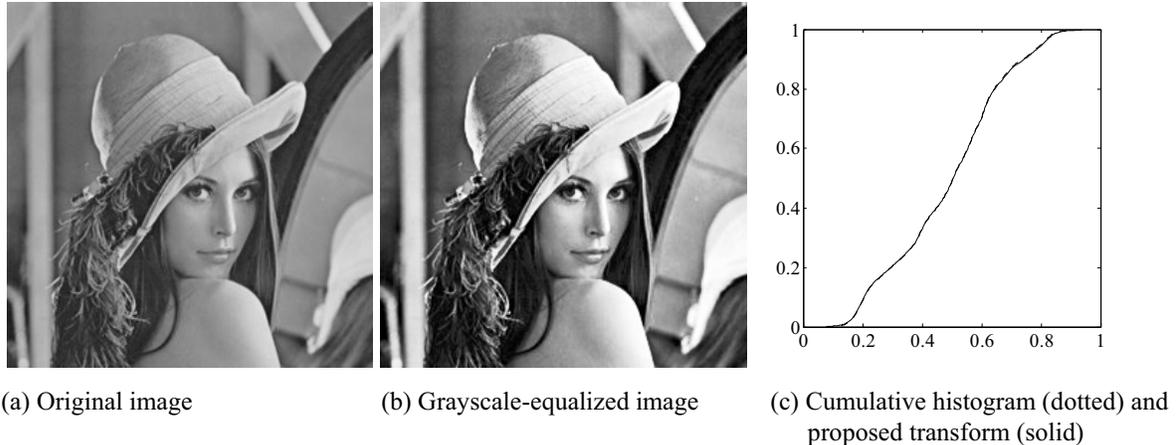 1
0.8
0.6
0.4
0.2
0
0 0.2 0.4 0.6 0.8 1
(a) Original image
(b) Grayscale-equalized image
(c) Cumulative histogram (dotted) and
proposed transform (solid)